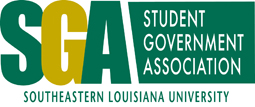 SGA
STUDENT
GOVERNMENT
ASSOCIATION
SOUTHEASTERN LOUISIANA UNIVERSITY